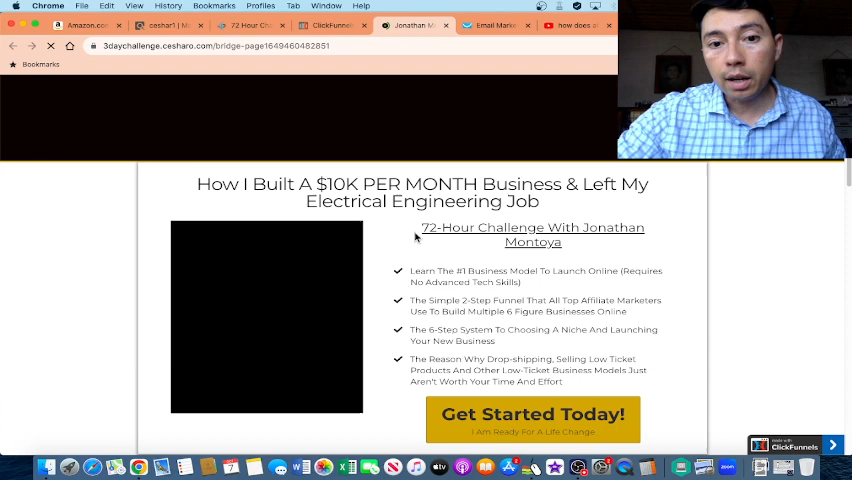 Chrome File Edit View History Bookmarks Profiles Tab Window Help
Amazon.con
ceshar1 | M
72 Hour Cha
ClickFunnels
Jonathan M
Email Marke
how does a
3daychallenge.cesharo.com/bridge-page1649460482851
Bookmarks
How I Built A $10K PER MONTH Business & Left My
Electrical Engineering Job
72-Hour Challenge With Jonathan
Montoya
Learn The #1 Business Model To Launch Online (Requires
No Advanced Tech Skills)
The Simple 2-Step Funnel That All Top Affiliate Marketers
Use To Build Multiple 6 Figure Businesses Online
The 6-Step System To Choosing A Niche And Launching
Your New Business
The Reason Why Drop-shipping, Selling Low Ticket
Products And Other Low-Ticket Business Models Just
Aren't Worth Your Time And Effort
Get Started Today!
I Am Ready For A Life Change
made with
ClickFunnels
7
tv
zoom